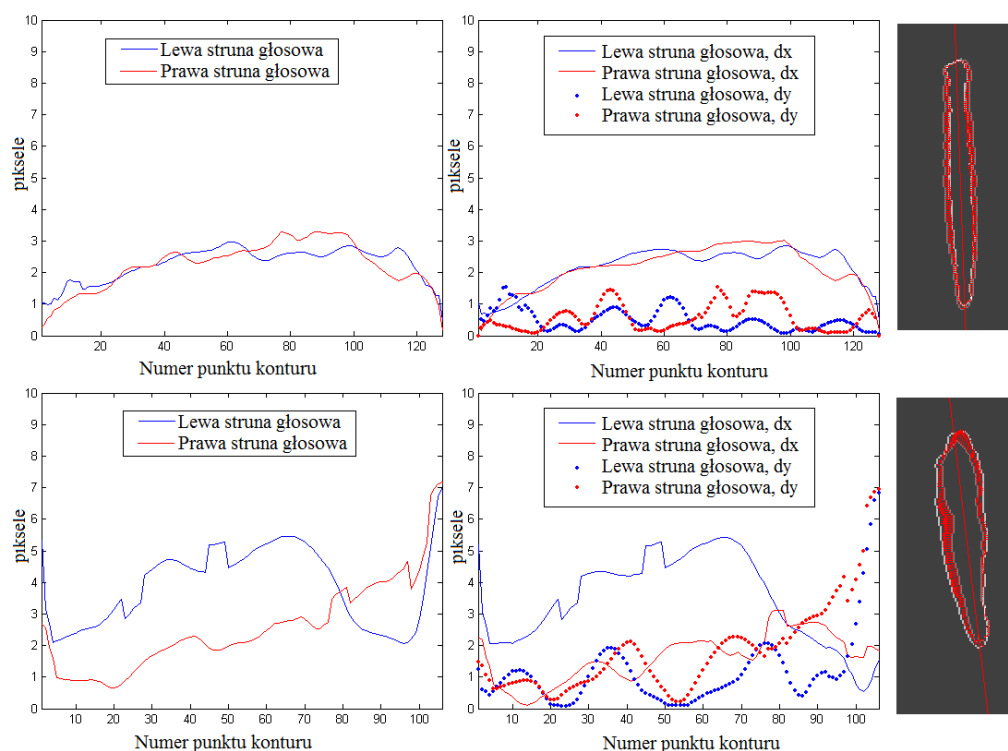 10
9
8
7
6
5
4
3
2
1
0
piksele
Lewa struna głosowa
Prawa struna głosowa
20 40 60 80 100 120
Numer punktu konturu
10
9
8
7
6
5
4
3
2
1
0
piksele
Lewa struna głosowa, dx
Prawa struna głosowa, dx
Lewa struna głosowa, dy
Prawa struna głosowa, dy
20 40 60 80 100 120
Numer punktu konturu
10
9
8
7
6
5
4
3
2
1
0
piksele
Lewa struna głosowa
Prawa struna głosowa
10 20 30 40 50 60 70 80 90 100
Numer punktu konturu
10
9
8
7
6
5
4
3
2
1
0
piksele
Lewa struna głosowa, dx
Prawa struna głosowa, dx
Lewa struna głosowa, dy
Prawa struna głosowa, dy
10 20 30 40 50 60 70 80 90 100
Numer punktu konturu